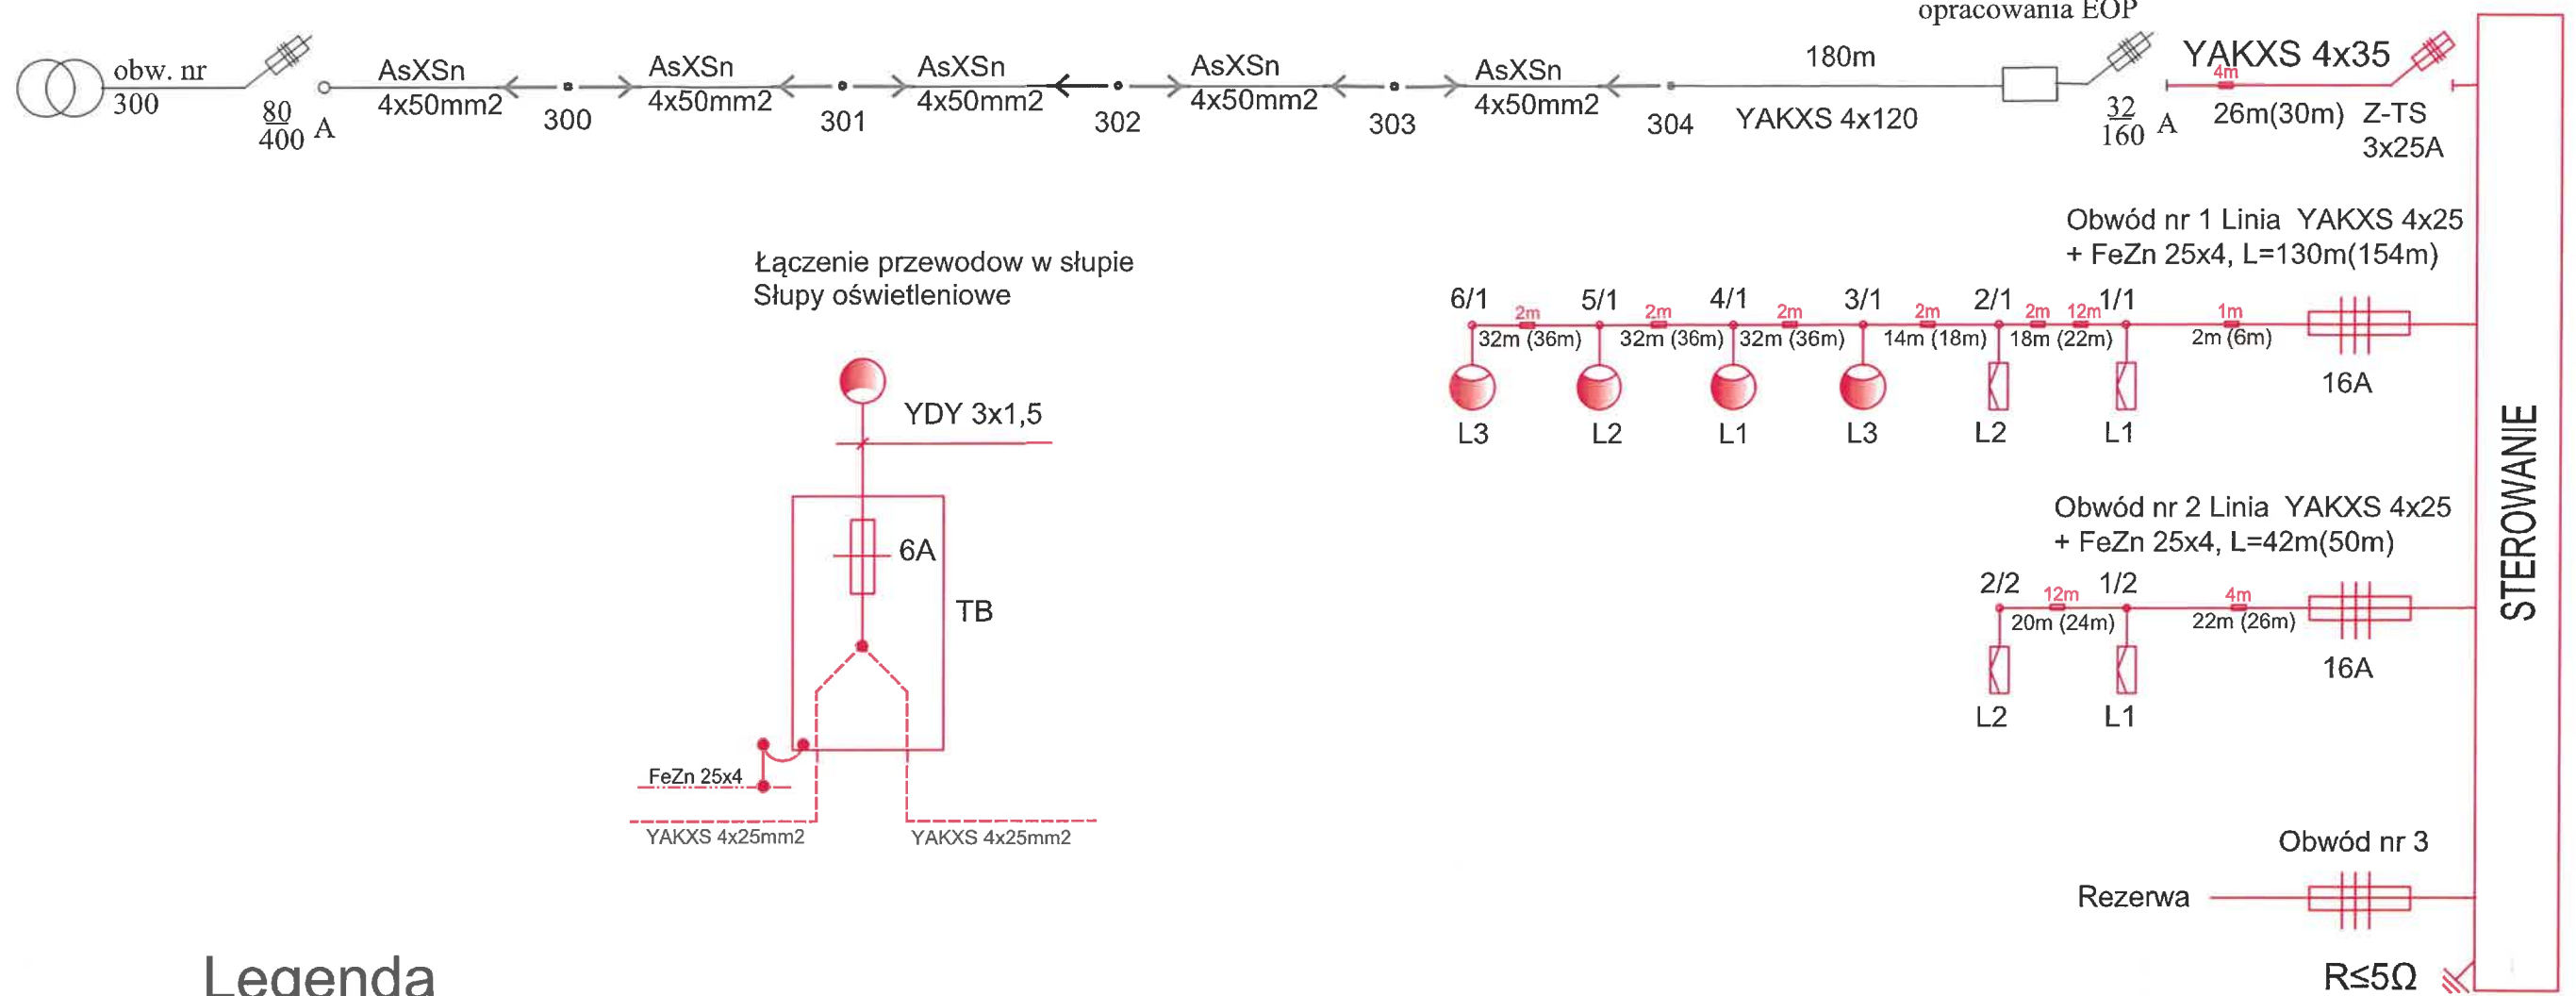 opracowania EOP
obw. nr
300
80
400 A
AsXSn
4x50mm2
300
AsXSn
4x50mm2
301
AsXSn
4x50mm2
302
AsXSn
4x50mm2
303
AsXSn
4x50mm2
304
180m
YAKXS 4x120
32
160 A
YAKXS 4x35
4m
26m(30m)
Z-TS
3x25A
Obwód nr 1 Linia YAKXS 4x25
+ FeZn 25x4, L=130m(154m)
6/1 5/1 4/1 3/1 2/1 1/1
2m 2m 2m 2m 2m 12m 1m
32m (36m) 32m (36m) 32m (36m) 14m (18m) 18m (22m) 2m (6m)
16A
L3 L2 L1 L3 L2 L1
Łączenie przewodow w słupie
Słupy oświetleniowe
YDY 3x1,5
6A
TB
FeZn 25x4
YAKXS 4x25mm2
YAKXS 4x25mm2
Obwód nr 2 Linia YAKXS 4x25
+ FeZn 25x4, L=42m(50m)
2/2 1/2
12m 4m
20m (24m) 22m (26m)
16A
L2 L1
STEROWANIE
Obwód nr 3
Rezerwa
R≤5Ω
Legenda